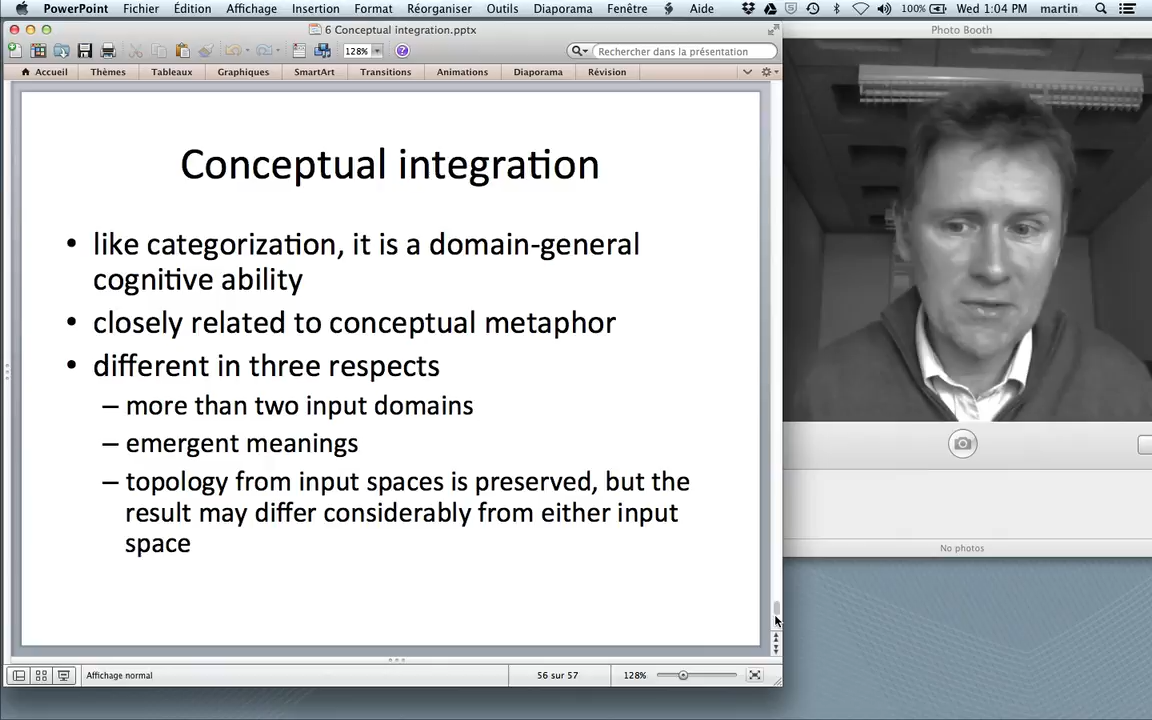 PowerPoint Fichier Édition Affichage Insertion Format Réorganiser Outils Diaporama Fenêtre Aide 100% Wed 1:04 PM martin
6 Conceptual integration.pptx
Photo Booth
128% Rechercher dans la présentation
Accueil Thèmes Tableaux Graphiques SmartArt Transitions Animations Diaporama Révision
Conceptual integration
• like categorization, it is a domain-general
cognitive ability
• closely related to conceptual metaphor
• different in three respects
– more than two input domains
– emergent meanings
– topology from input spaces is preserved, but the
result may differ considerably from either input
space
No photos
Affichage normal 56 sur 57 128%